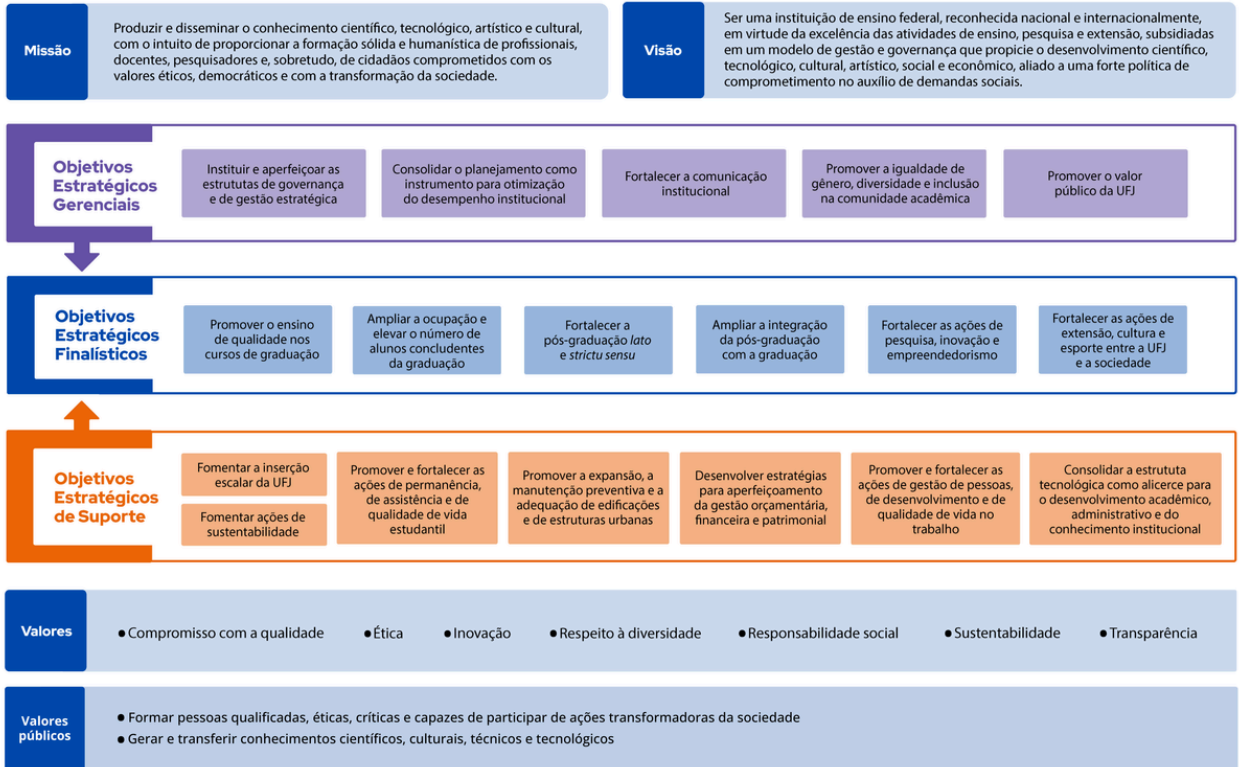 Missão
Produzir e disseminar o conhecimento científico, tecnológico, artístico e cultural,
com o intuito de proporcionar a formação sólida e humanística de profissionais,
docentes, pesquisadores e, sobretudo, de cidadãos comprometidos com os
valores éticos, democráticos e com a transformação da sociedade.
Visão
Ser uma instituição de ensino federal, reconhecida nacional e internacionalmente,
em virtude da excelência das atividades de ensino, pesquisa e extensão, subsidiadas
em um modelo de gestão e governança que propicie o desenvolvimento científico,
tecnológico, cultural, artístico, social e econômico, aliado a uma forte política de
comprometimento no auxílio de demandas sociais.
Objetivos
Estratégicos
Gerenciais
Instituir e aperfeiçoar as
estrututas de governança
e de gestão estratégica
Consolidar o planejamento como
instrumento para otimização
do desempenho institucional
Fortalecer a comunicação
institucional
Promover a igualdade de
gênero, diversidade e inclusão
na comunidade acadêmica
Promover o valor
público da UFJ
Objetivos
Estratégicos
Finalísticos
Promover o ensino
de qualidade nos
cursos de graduação
Ampliar a ocupação e
elevar o número de
alunos concludentes
da graduação
Fortalecer a
pós-graduação lato
e strictu sensu
Ampliar a integração
da pós-graduação
com a graduação
Fortalecer as ações de
pesquisa, inovação e
empreendedorismo
Fortalecer as ações de
extensão, cultura e
esporte entre a UFJ
e a sociedade
Objetivos
Estratégicos
de Suporte
Fomentar a inserção
escalar da UFJ
Fomentar ações de
sustentabilidade
Promover e fortalecer as
ações de permanência,
de assistência e de
qualidade de vida
estudantil
Promover a expansão, a
manutenção preventiva e a
adequação de edificações
e de estruturas urbanas
Desenvolver estratégias
para aperfeiçoamento
da gestão orçamentária,
financeira e patrimonial
Promover e fortalecer as
ações de gestão de pessoas,
de desenvolvimento e de
qualidade de vida no
trabalho
Consolidar a estrututa
tecnológica como alicerce para
o desenvolvimento acadêmico,
administrativo e do
conhecimento institucional
Valores
● Compromisso com a qualidade ● Ética ● Inovação ● Respeito à diversidade ● Responsabilidade social ● Sustentabilidade ● Transparência
Valores
públicos
● Formar pessoas qualificadas, éticas, críticas e capazes de participar de ações transformadoras da sociedade
● Gerar e transferir conhecimentos científicos, culturais, técnicos e tecnológicos